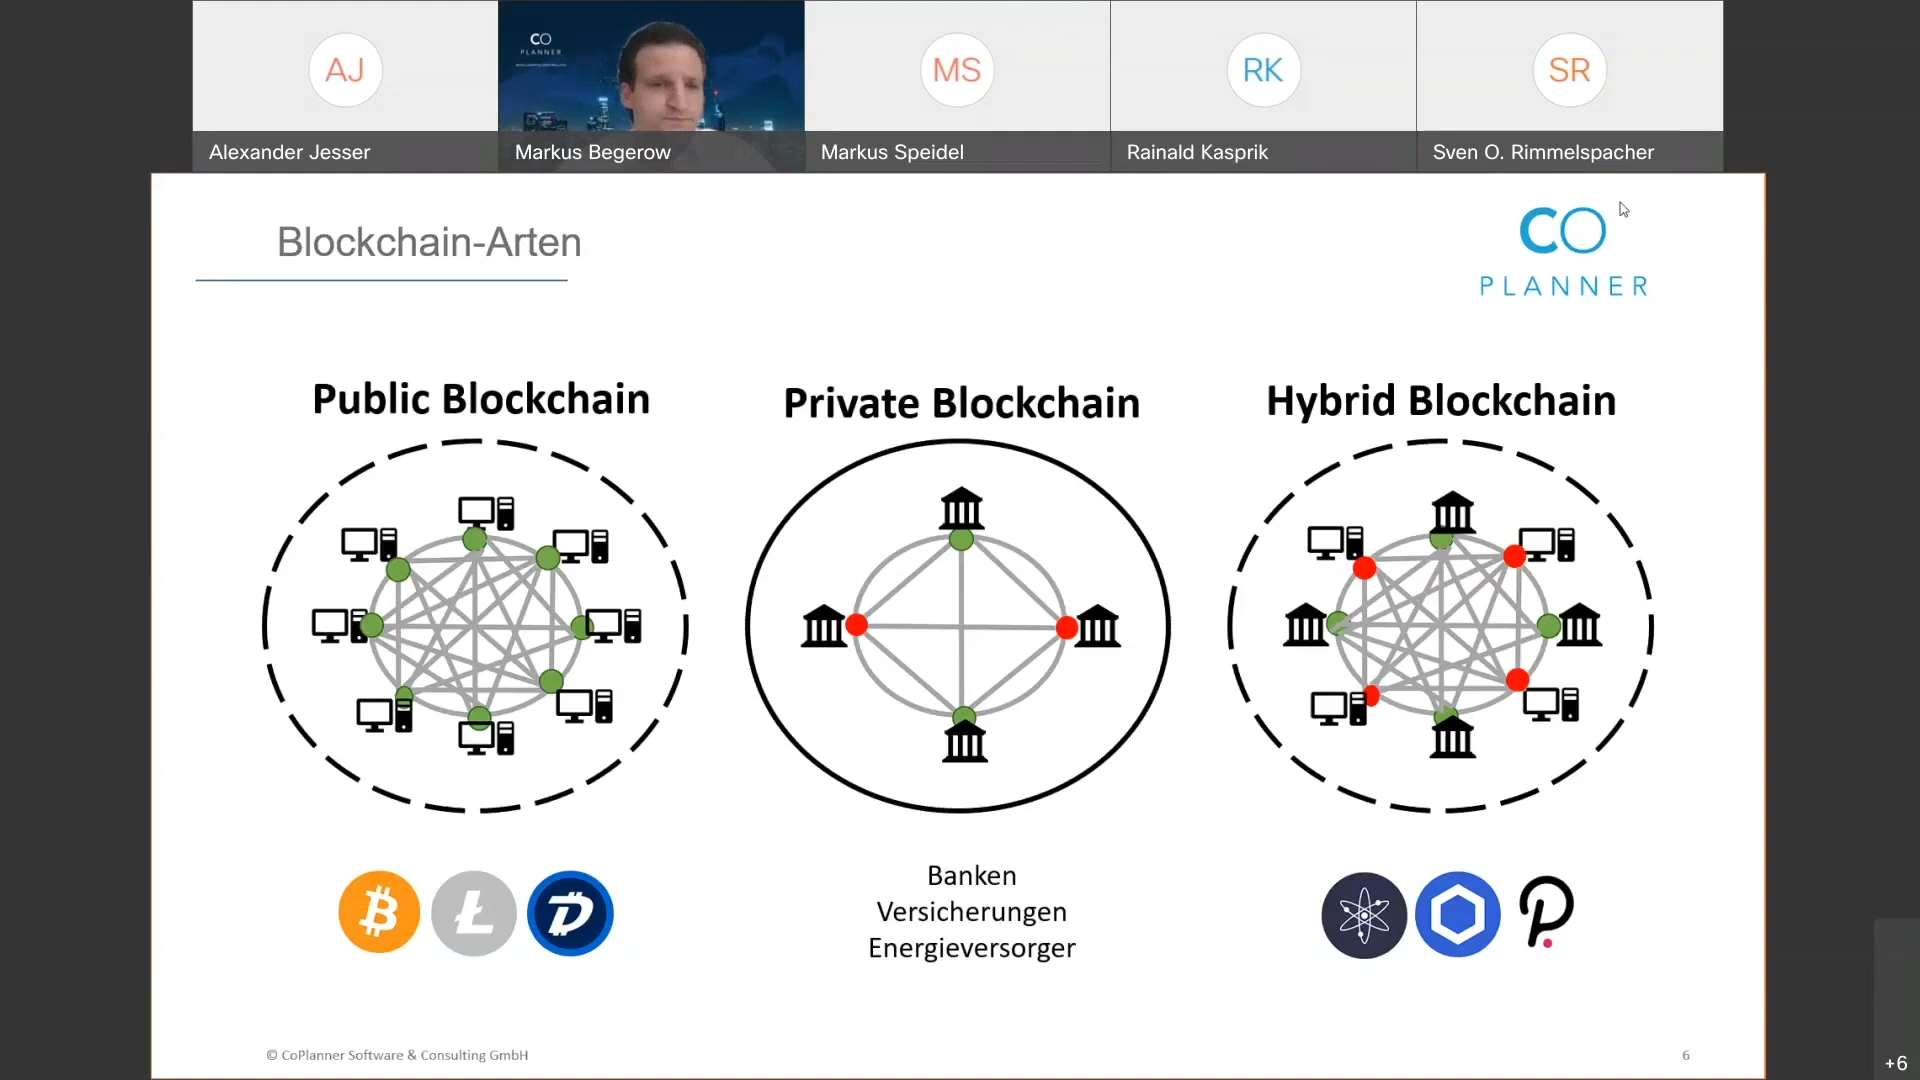 AJ
MS
RK
SR
CO
PLANNER
Alexander Jesser
Markus Begerow
Markus Speidel
Rainald Kasprik
Sven O. Rimmelspacher
Blockchain-Arten
CO
PLANNER
Public Blockchain
Private Blockchain
Hybrid Blockchain
Banken
Versicherungen
Energieversorger
© CoPlanner Software & Consulting GmbH
6
+6